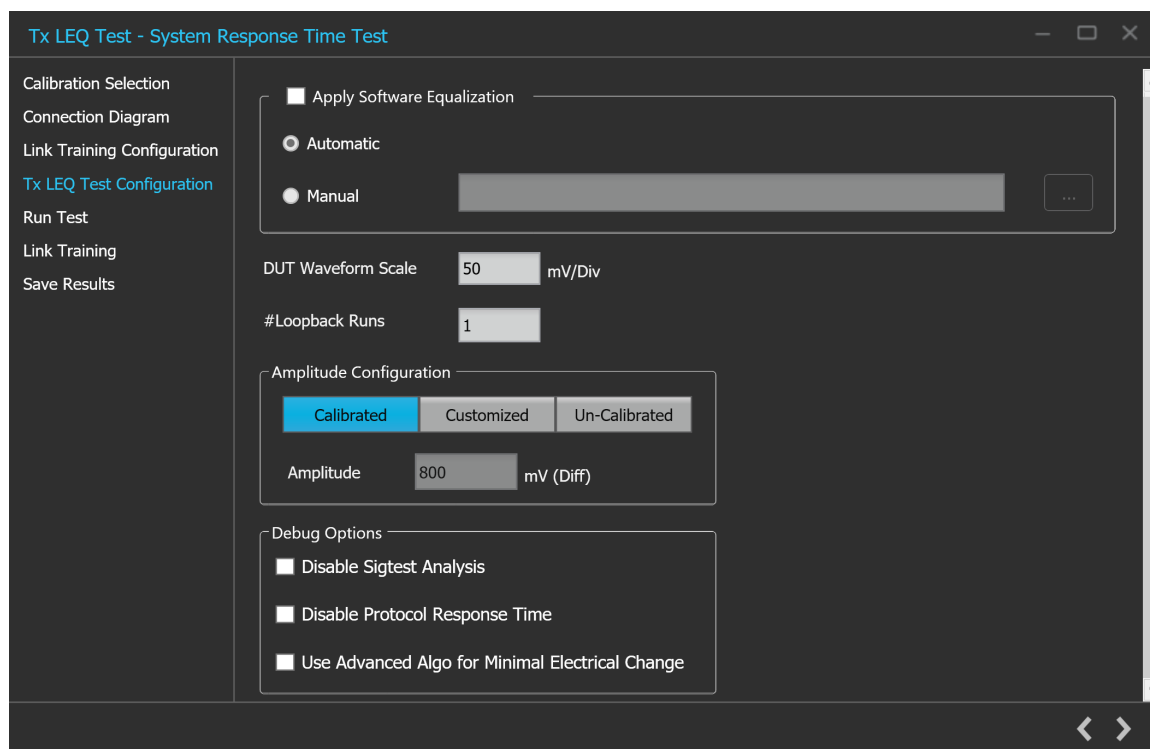 Tx LEQ Test - System Response Time Test
Calibration Selection
Connection Diagram
Link Training Configuration
Tx LEQ Test Configuration
Run Test
Link Training
Save Results
Apply Software Equalization
Automatic
Manual
...
DUT Waveform Scale 50 mV/Div
#Loopback Runs 1
Amplitude Configuration
Calibrated Customized Un-Calibrated
Amplitude 800 mV (Diff)
Debug Options
Disable Sigtest Analysis
Disable Protocol Response Time
Use Advanced Algo for Minimal Electrical Change